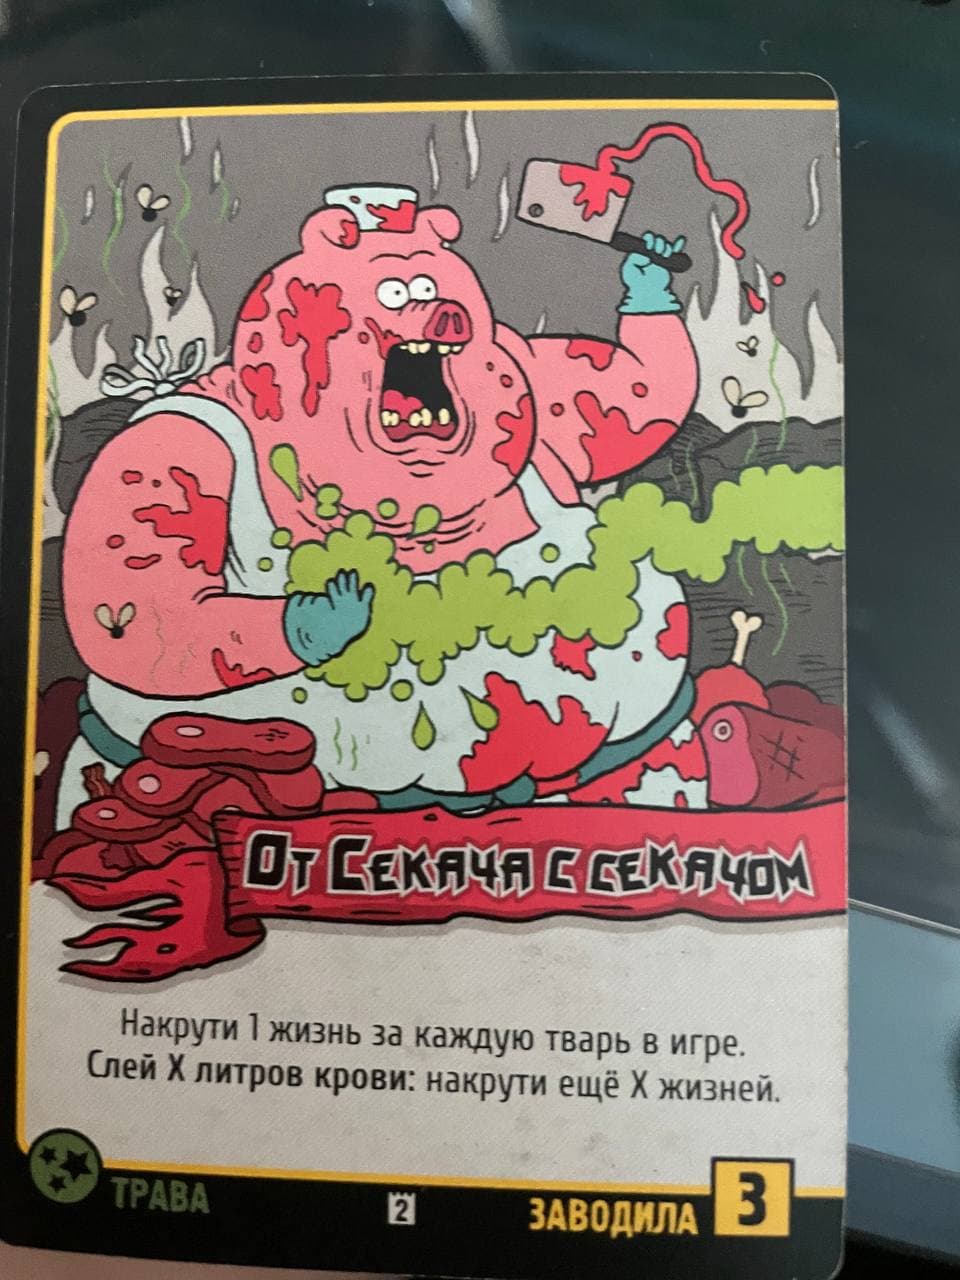 От Секача с секачом
Накрути 1 жизнь за каждую тварь в игре.
Слей X литров крови: накрути ещё X жизней.
ТРАВА
2
ЗАВОДИЛА
3